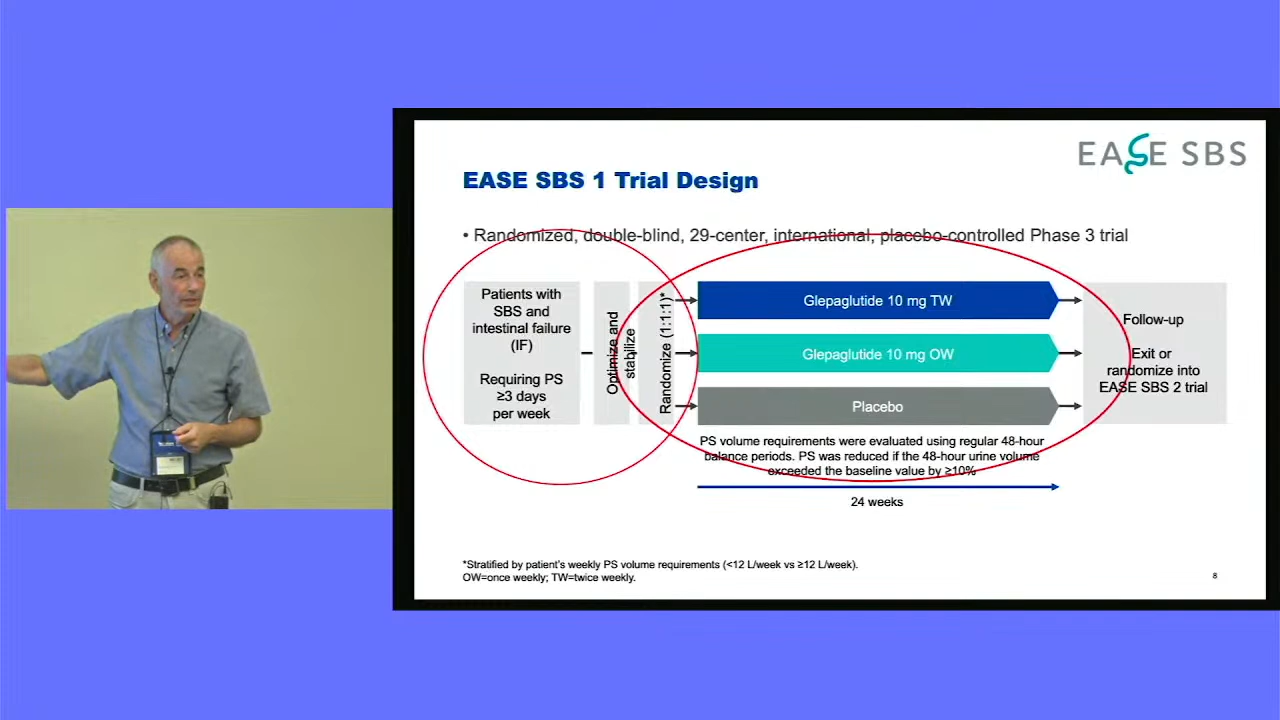 EASE SBS
EASE SBS 1 Trial Design
• Randomized, double-blind, 29-center, international, placebo-controlled Phase 3 trial
Patients with
SBS and
intestinal failure
(IF)
Requiring PS
≥3 days
per week
Optimize and
stabilize
Randomize (1:1:1)*
Glepaglutide 10 mg TW
Glepaglutide 10 mg OW
Placebo
PS volume requirements were evaluated using regular 48-hour
balance periods. PS was reduced if the 48-hour urine volume
exceeded the baseline value by ≥10%
24 weeks
Follow-up
Exit or
randomize into
EASE SBS 2 trial
*Stratified by patient's weekly PS volume requirements (<12 L/week vs ≥12 L/week).
OW=once weekly; TW=twice weekly.
8